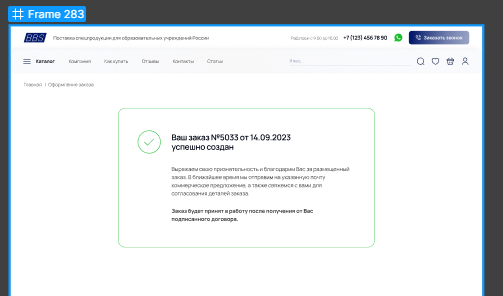 Frame 283
BBS
Поставка спецпродукции для образовательных учреждений России
Работаем с 9:00 до 18:00
+7 (123) 456 78 90
Заказать звонок
Каталог
Компания
Как купить
Отзывы
Контакты
Статьи
Главная \ Оформление заказа
Ваш заказ №5033 от 14.09.2023
успешно создан
Выражаем свою признательность и благодарим Вас за размещенный
заказ. В ближайшее время мы отправим на указанную почту
коммерческое предложение, а также свяжемся с вами для
согласования деталей заказа.
Заказ будет принят в работу после получения от Вас
подписанного договора.